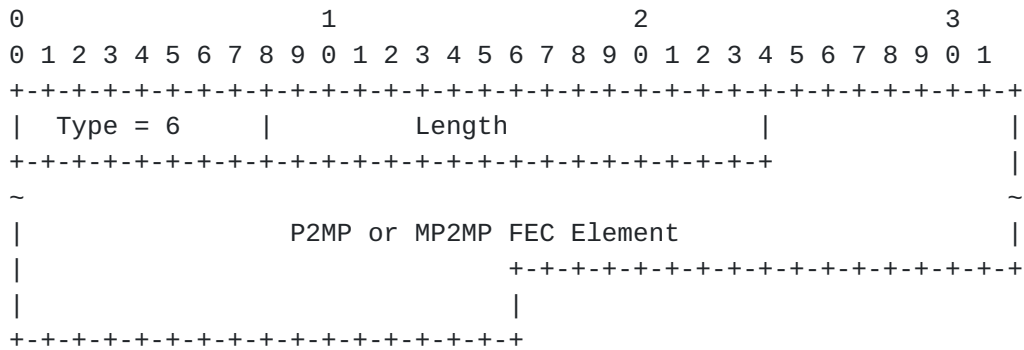 0                   1                   2                   3
0 1 2 3 4 5 6 7 8 9 0 1 2 3 4 5 6 7 8 9 0 1 2 3 4 5 6 7 8 9 0 1
+-+-+-+-+-+-+-+-+-+-+-+-+-+-+-+-+-+-+-+-+-+-+-+-+-+-+-+-+-+-+-+-+
|  Type = 6     |         Length                |               |
+-+-+-+-+-+-+-+-+-+-+-+-+-+-+-+-+-+-+-+-+-+-+-+-+               |
~                                                               ~
|                 P2MP or MP2MP FEC Element                     |
|                               +-+-+-+-+-+-+-+-+-+-+-+-+-+-+-+-+
|                               |
+-+-+-+-+-+-+-+-+-+-+-+-+-+-+-+-+